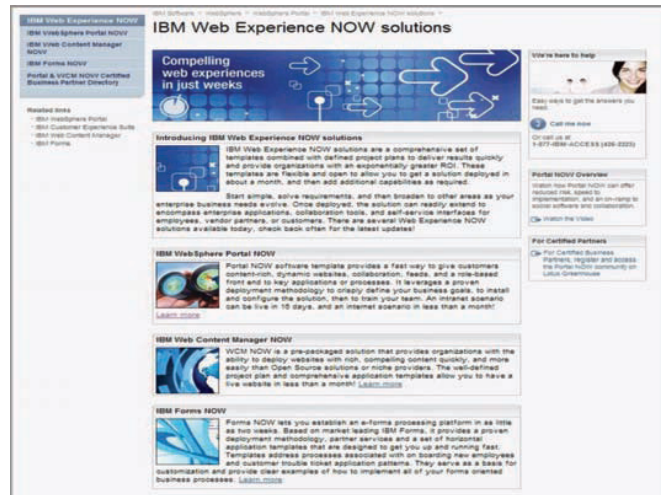 IBM Software > WebSphere > WebSphere Portal > IBM Web Experience NOW solutions >
IBM Web Experience NOW solutions
IBM Web Experience NOW
IBM WebSphere Portal NOW
IBM Web Content Manager
NOW
IBM Forms NOW
Portal & WCM NOW Certified
Business Partner Directory
Related links
IBM WebSphere Portal
IBM Customer Experience Suite
IBM Web Content Manager
IBM Forms
Compelling
web experiences
in just weeks
Introducing IBM Web Experience NOW solutions
IBM Web Experience NOW solutions are a comprehensive set of
templates combined with defined project plans to deliver results quickly
and provide organizations with an exponentially greater ROI. These
templates are flexible and open to allow you to get a solution deployed in
about a month, and then add additional capabilities as required.
Start simple, solve requirements, and then broaden to other areas as your
enterprise business needs evolve. Once deployed, the solution can readily extend to
encompass enterprise applications, collaboration tools, and self-service interfaces for
employees, vendor partners, or customers. There are several Web Experience NOW
solutions available today, check back often for the latest updates!
IBM WebSphere Portal NOW
Portal NOW software template provides a fast way to give customers
content-rich, dynamic websites, collaboration, feeds, and a role-based
front end to key applications or processes. It leverages a proven
deployment methodology to crisply define your business goals, to install
and configure the solution, then to train your team. An intranet scenario
can be live in 15 days, and an internet scenario in less than a month!
Learn more
IBM Web Content Manager NOW
WCM NOW is a pre-packaged solution that provides organizations with the
ability to deploy websites with rich, compelling content quickly, and more
easily than Open Source solutions or niche providers. The well-defined
project plan and comprehensive application templates allow you to have a
live website in less than a month! Learn more
IBM Forms NOW
Forms NOW lets you establish an e-forms processing platform in as little
as two weeks. Based on market leading IBM Forms, it provides a proven
deployment methodology, partner services and a set of horizontal
application templates that are designed to get you up and running fast.
Templates address processes associated with on boarding new employees
and customer trouble ticket application patterns. They serve as a basis for
customization and provide clear examples of how to implement all of your forms oriented
business processes. Learn more
We're here to help
Easy ways to get the answers you
need.
Call me now
Or call us at
1-877-IBM-ACCESS (426-2223)
Portal NOW Overview
Watch how Portal NOW can offer
reduced risk, speed to
implementation, and an on-ramp to
social software and collaboration.
Watch the Video
For Certified Partners
For Certified Business
Partners, register and access
the Portal NOW community on
Lotus Greenhouse